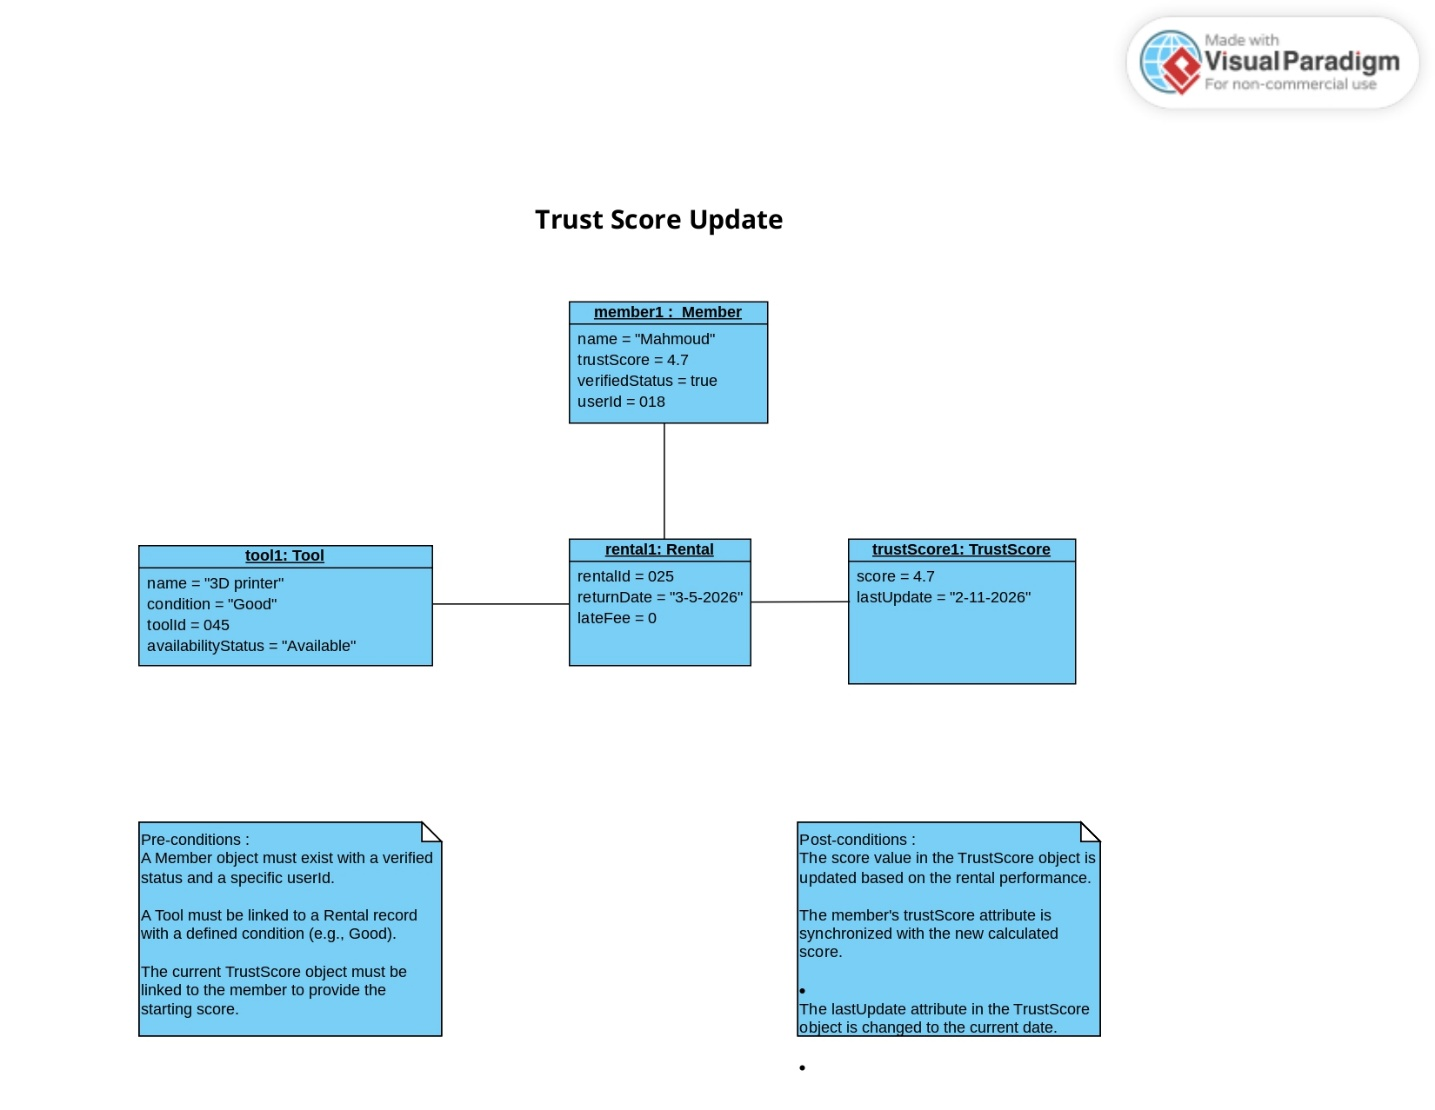 Made with
Visual Paradigm
For non-commercial use
Trust Score Update
member1 :  Member
name = "Mahmoud"
trustScore = 4.7
verifiedStatus = true
userId = 018
tool1: Tool
name = "3D printer"
condition = "Good"
toolId = 045
availabilityStatus = "Available"
rental1: Rental
rentalId = 025
returnDate = "3-5-2026"
lateFee = 0
trustScore1: TrustScore
score = 4.7
lastUpdate = "2-11-2026"
Pre-conditions :
A Member object must exist with a verified
status and a specific userId.
A Tool must be linked to a Rental record
with a defined condition (e.g., Good).
The current TrustScore object must be
linked to the member to provide the
starting score.
Post-conditions :
The score value in the TrustScore object is
updated based on the rental performance.
The member's trustScore attribute is
synchronized with the new calculated
score.
•
The lastUpdate attribute in the TrustScore
object is changed to the current date.
•